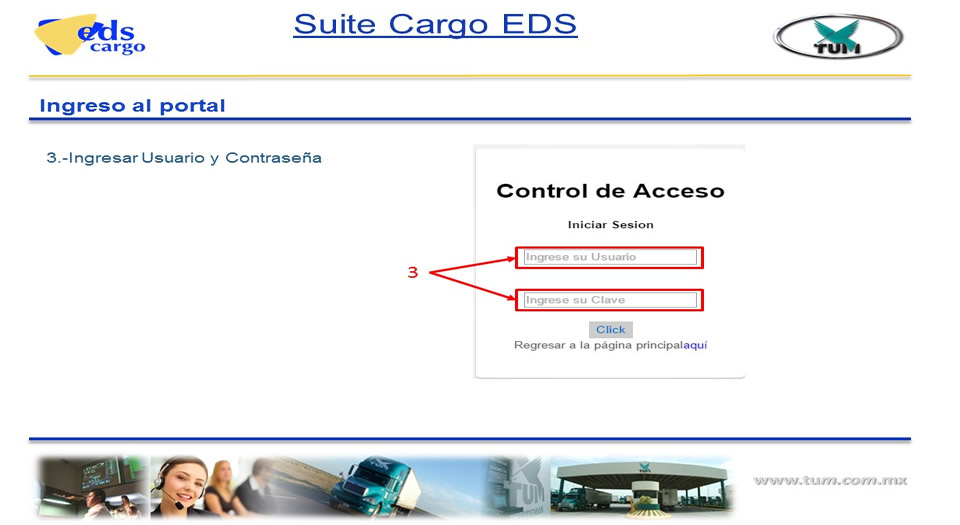 eds
cargo
Suite Cargo EDS
TUM
Ingreso al portal
3.-Ingresar Usuario y Contraseña
Control de Acceso
Iniciar Sesion
Ingrese su Usuario
3
Ingrese su Clave
Click
Regresar a la página principalaquí
TUM
TUM
www.tum.com.mx